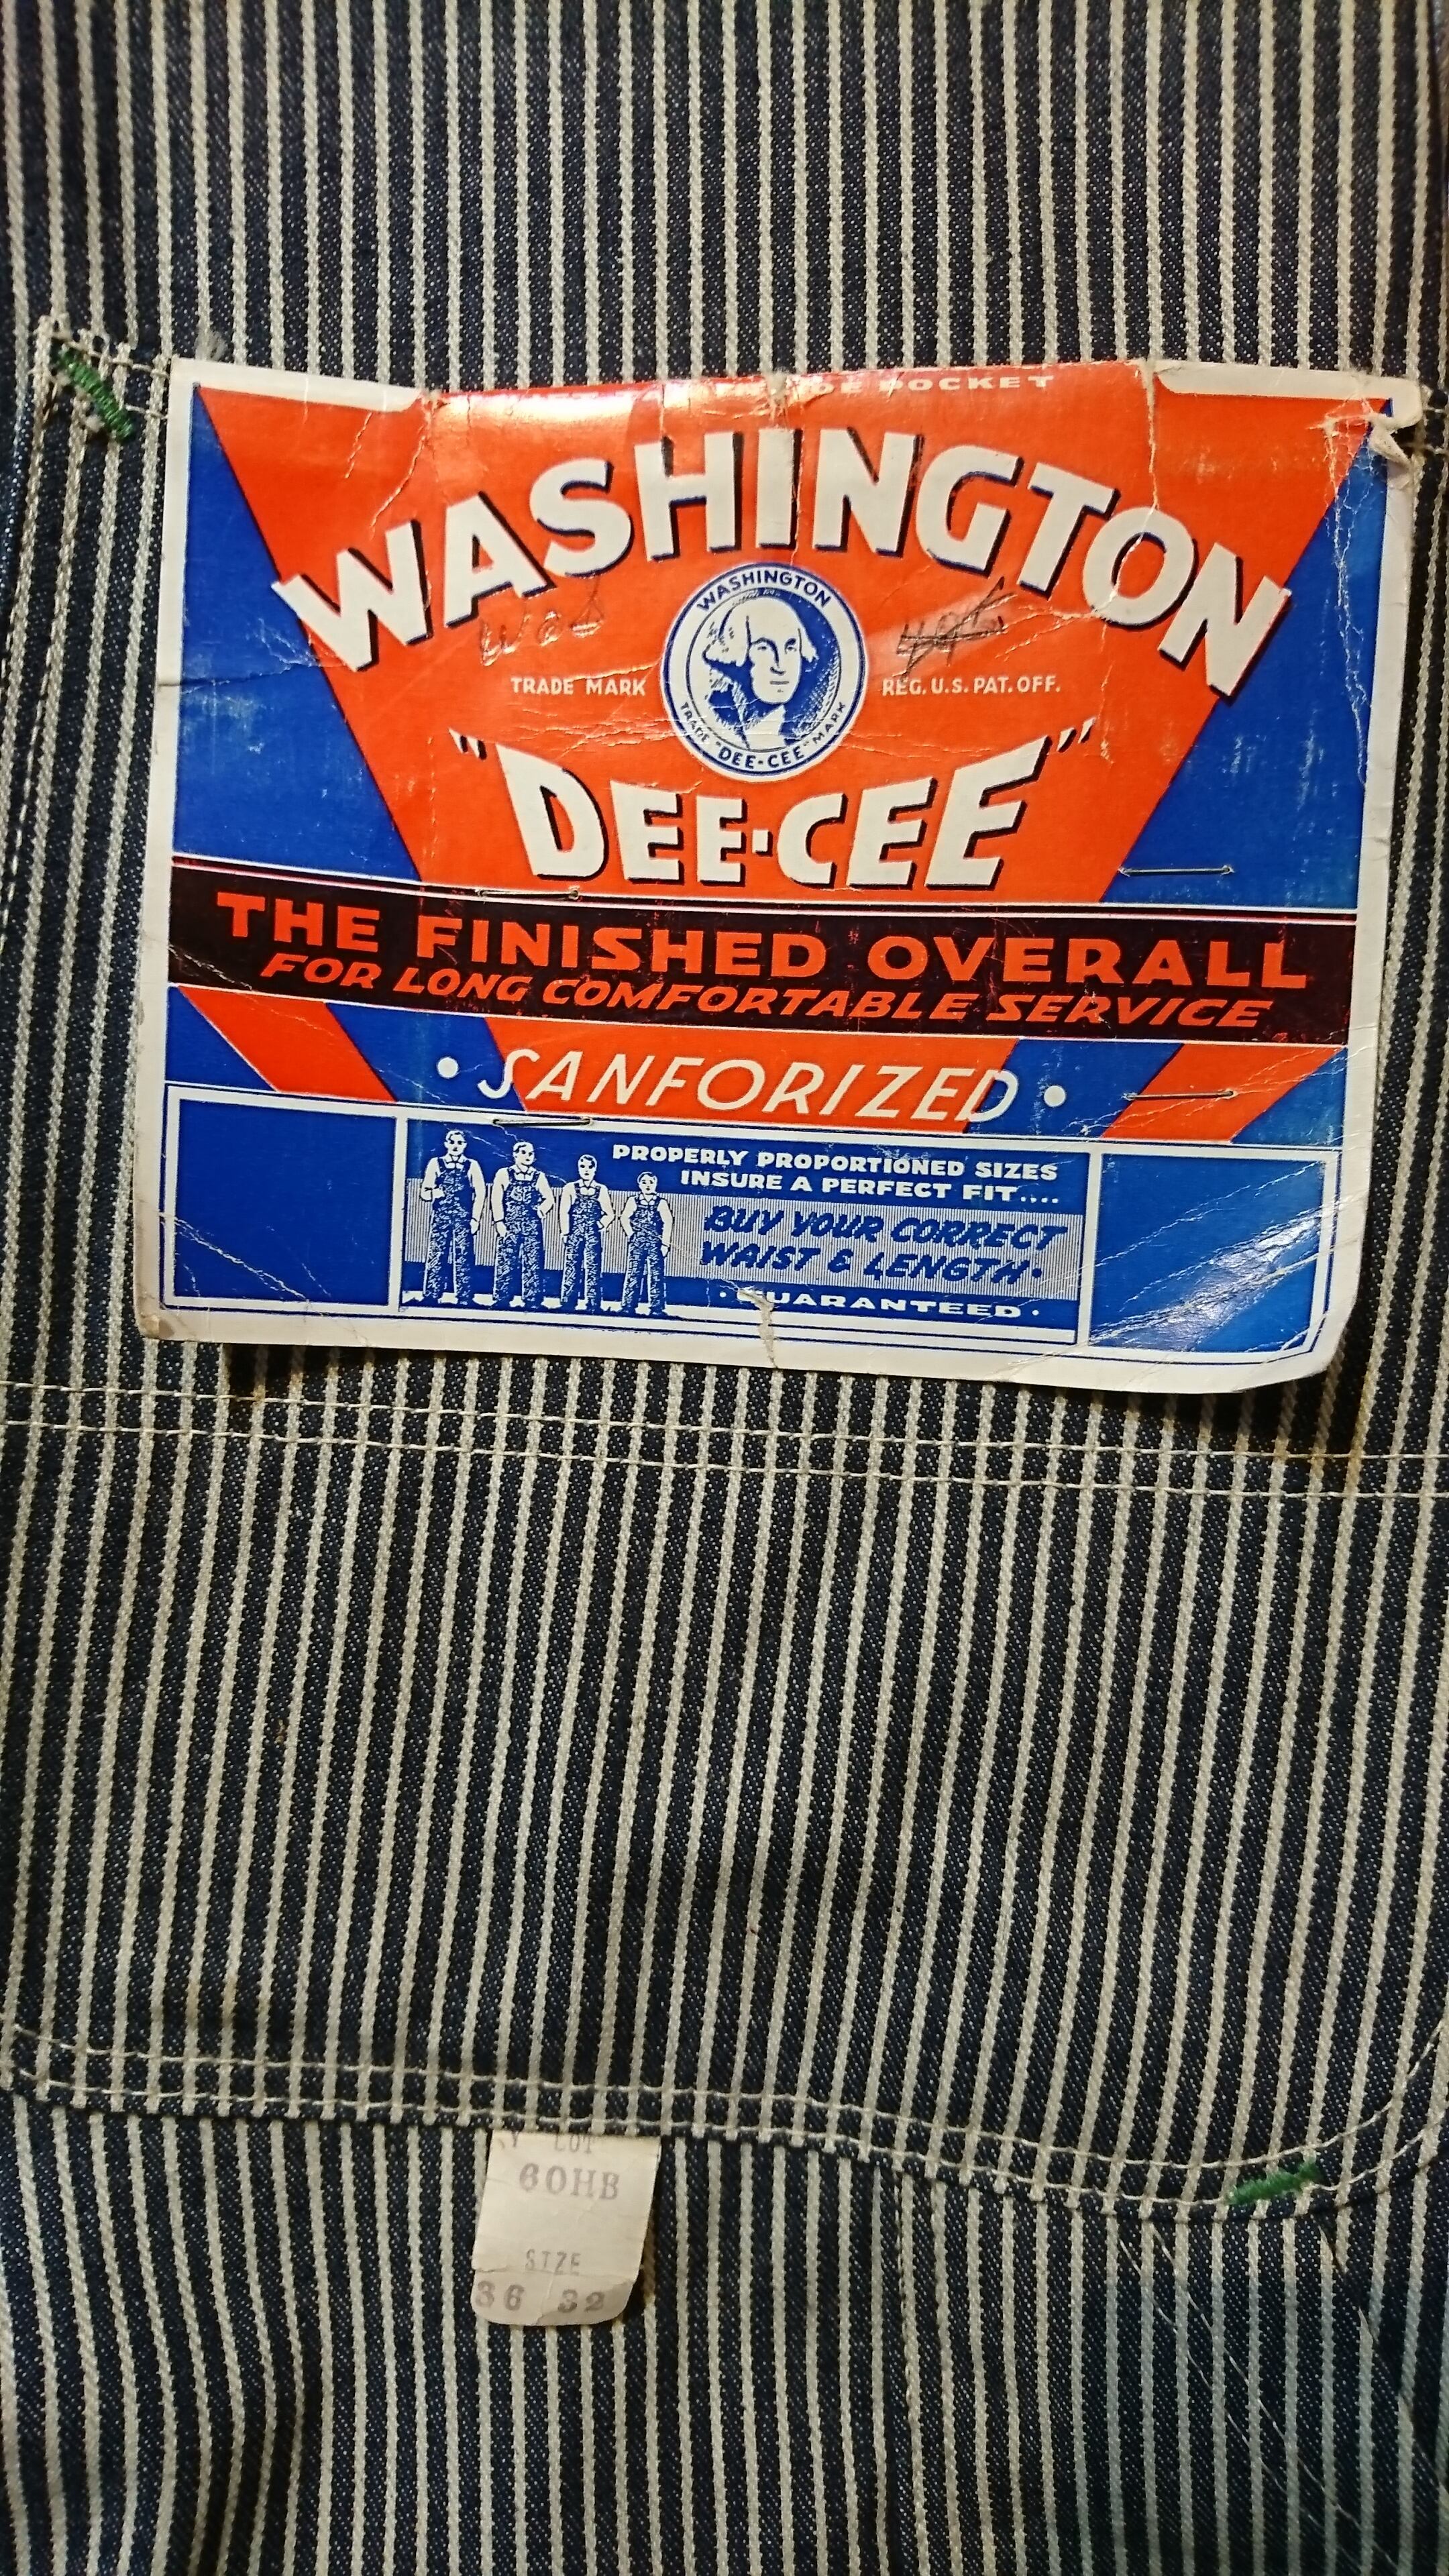 POCKET
WASHINGTON
WASHINGTON
TRADE MARK
REG. U.S. PAT. OFF.
TRADE "DEE-CEE" MARK
"DEE-CEE"
THE FINISHED OVERALL
FOR LONG COMFORTABLE SERVICE
• SANFORIZED •
PROPERLY PROPORTIONED SIZES
INSURE A PERFECT FIT....
BUY YOUR CORRECT
WAIST & LENGTH•
• GUARANTEED •
LOT
60HB
SIZE
36 32